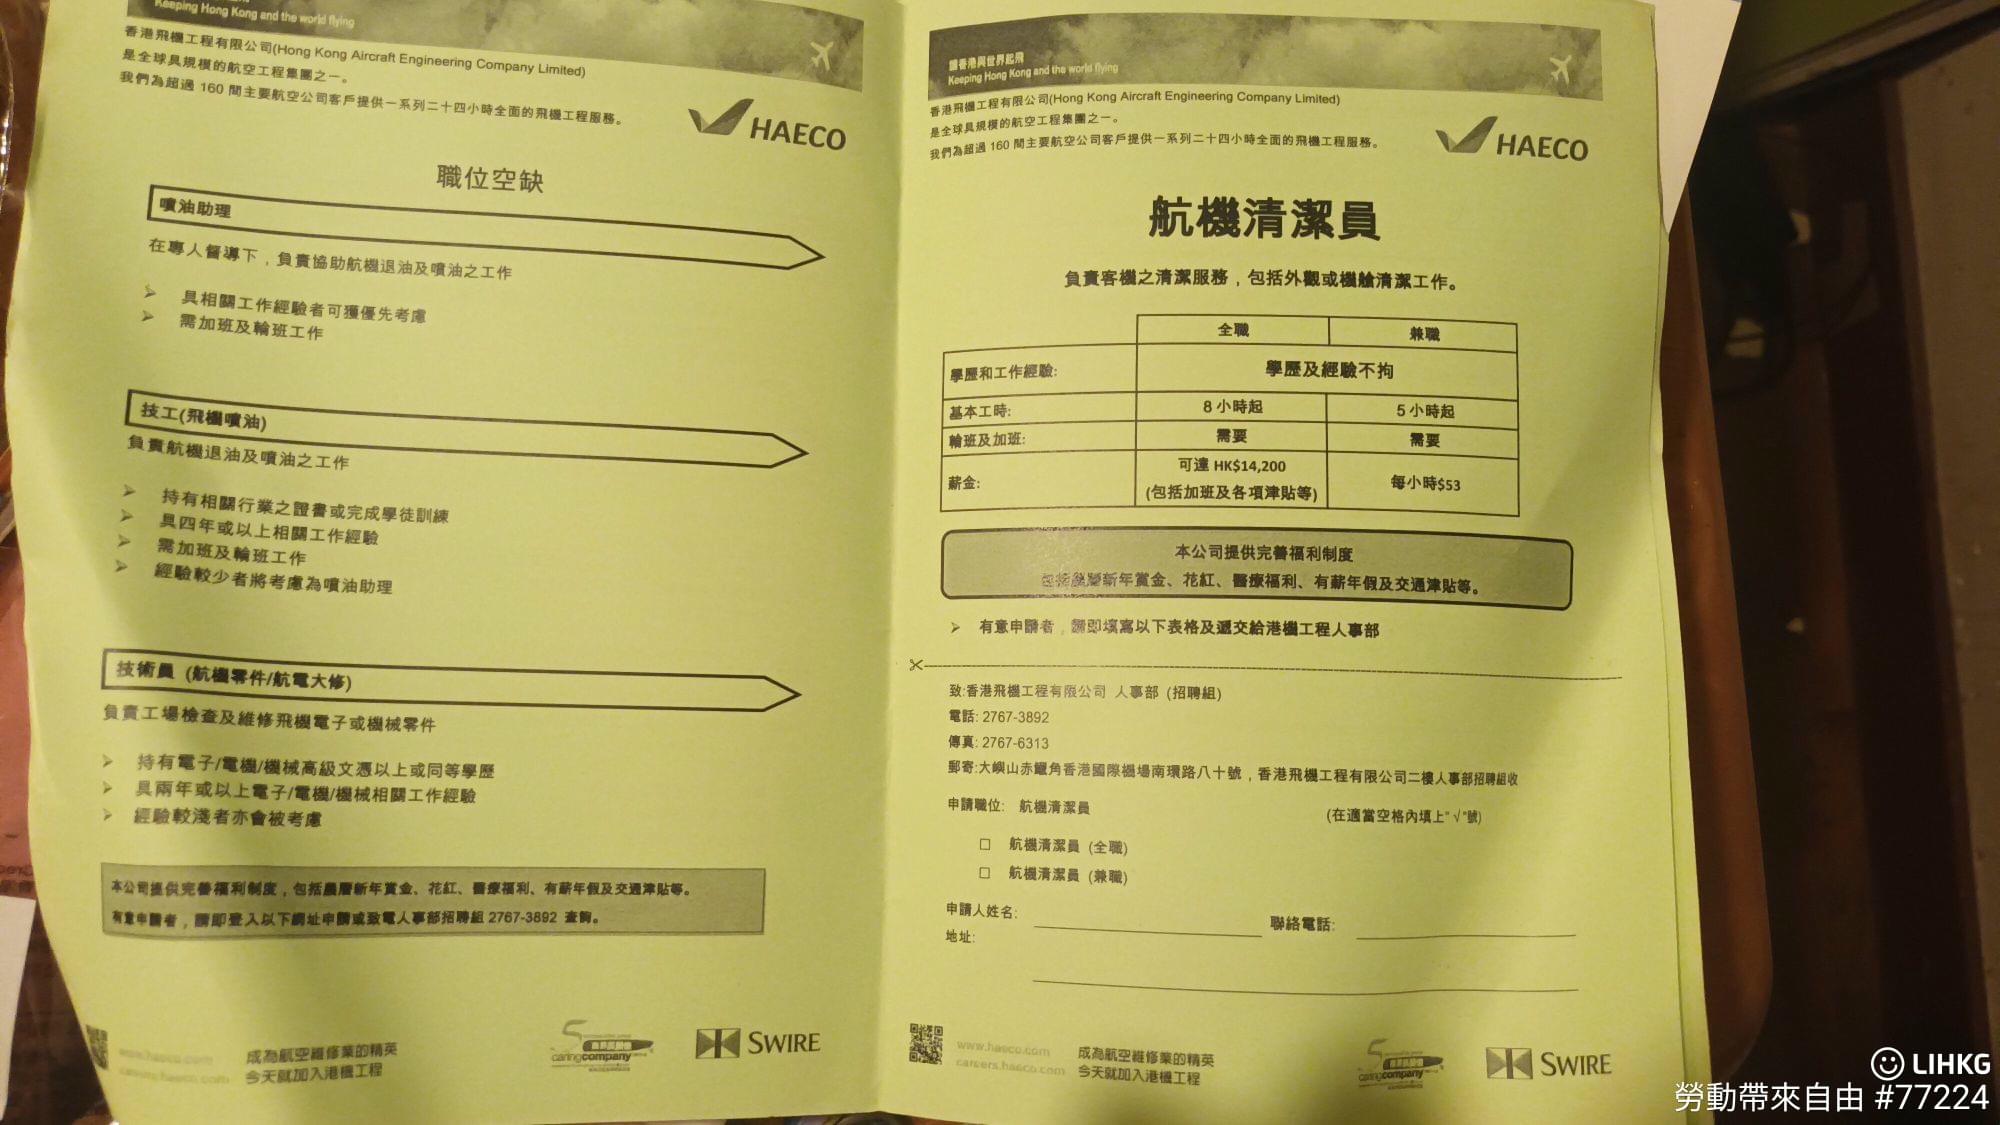 Keeping Hong Kong and the world flying
香港飛機工程有限公司(Hong Kong Aircraft Engineering Company Limited)
是全球具規模的航空工程集團之一。
我們為超過 160 間主要航空公司客戶提供一系列二十四小時全面的飛機工程服務。
HAECO
職位空缺
噴油助理
在專人督導下，負責協助航機退油及噴油之工作
➢ 具相關工作經驗者可獲優先考慮
➢ 需加班及輪班工作
技工(飛機噴油)
負責航機退油及噴油之工作
➢ 持有相關行業之證書或完成學徒訓練
➢ 具四年或以上相關工作經驗
➢ 需加班及輪班工作
➢ 經驗較少者將考慮為噴油助理
技術員 (航機零件/航電大修)
負責工場檢查及維修飛機電子或機械零件
➢ 持有電子/電機/機械高級文憑以上或同等學歷
➢ 具兩年或以上電子/電機/機械相關工作經驗
➢ 經驗較淺者亦會被考慮
本公司提供完善福利制度，包括農曆新年賞金、花紅、醫療福利、有薪年假及交通津貼等。
有意申請者，請即登入以下網址申請或致電人事部招聘組 2767-3892 查詢。
www.haeco.com
careers.haeco.com
成為航空維修業的精英
今天就加入港機工程
caringcompany
SWIRE
讓香港與世界起飛
Keeping Hong Kong and the world flying
香港飛機工程有限公司(Hong Kong Aircraft Engineering Company Limited)
是全球具規模的航空工程集團之一。
我們為超過 160 間主要航空公司客戶提供一系列二十四小時全面的飛機工程服務。
HAECO
航機清潔員
負責客機之清潔服務，包括外觀或機艙清潔工作。
全職 兼職
學歷和工作經驗: 學歷及經驗不拘
基本工時: 8 小時起 5 小時起
輪班及加班: 需要 需要
薪金: 可達 HK$14,200 (包括加班及各項津貼等) 每小時$53
本公司提供完善福利制度
包括農曆新年賞金、花紅、醫療福利、有薪年假及交通津貼等。
➢ 有意申請者，請即填寫以下表格及遞交給港機工程人事部
致:香港飛機工程有限公司 人事部 (招聘組)
電話: 2767-3892
傳真: 2767-6313
郵寄:大嶼山赤鱲角香港國際機場南環路八十號，香港飛機工程有限公司二樓人事部招聘組收
申請職位: 航機清潔員 (在適當空格內填上"√"號)
□ 航機清潔員 (全職)
□ 航機清潔員 (兼職)
申請人姓名: 聯絡電話:
地址:
www.haeco.com
careers.haeco.com
成為航空維修業的精英
今天就加入港機工程
caringcompany
SWIRE
LIHKG
勞動帶來自由 #77224